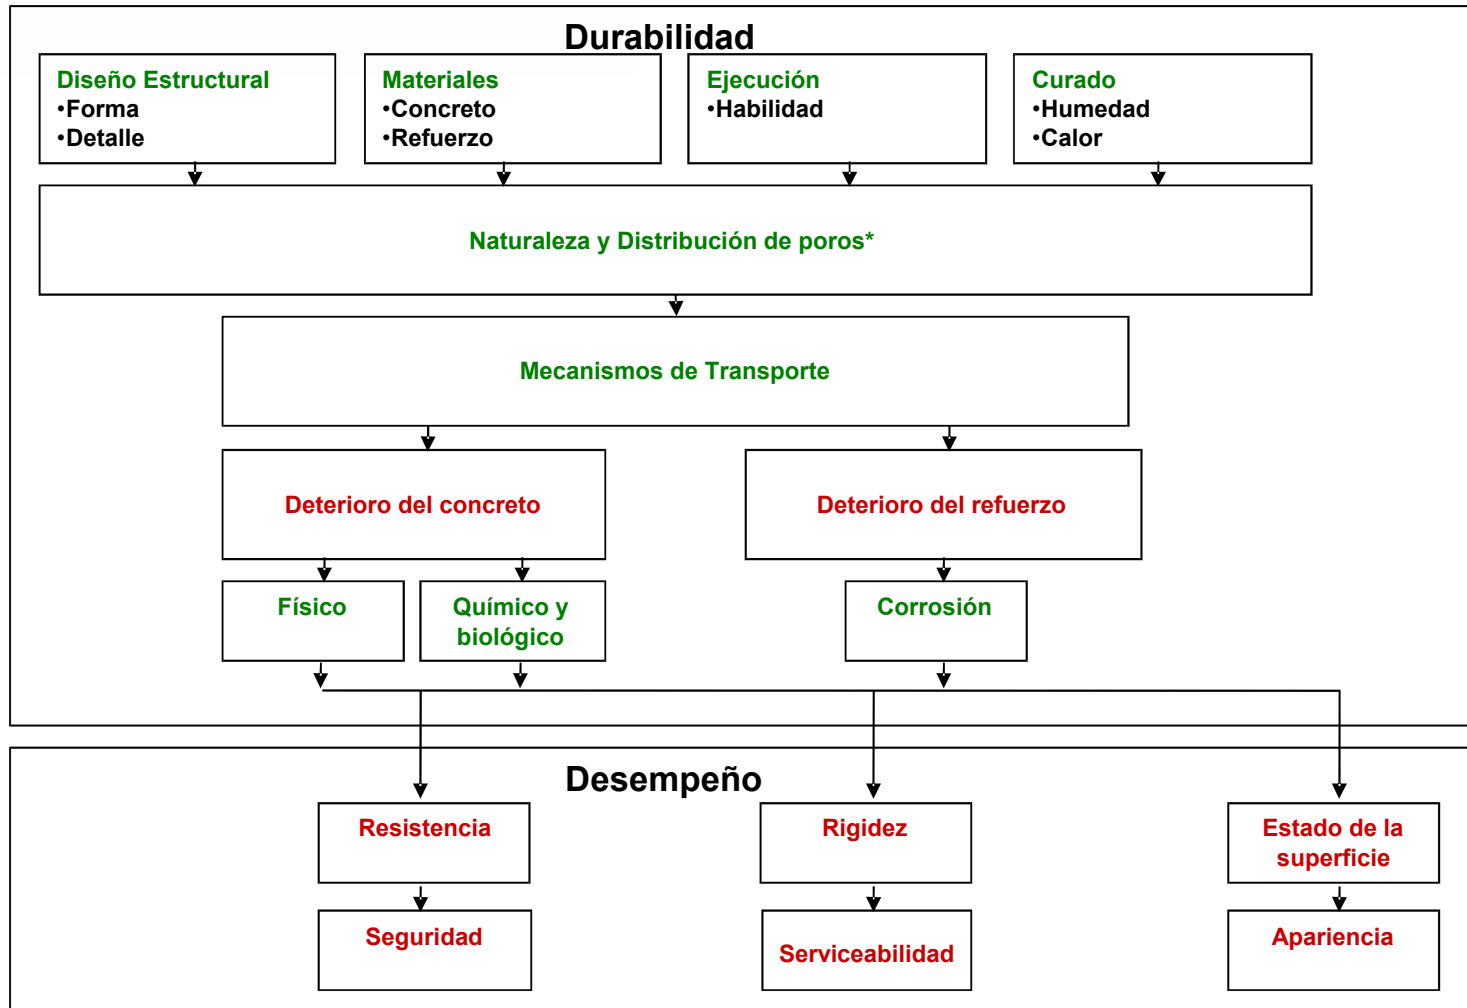 Durabilidad
Diseño Estructural
•Forma
•Detalle
Materiales
•Concreto
•Refuerzo
Ejecución
•Habilidad
Curado
•Humedad
•Calor
Naturaleza y Distribución de poros*
Mecanismos de Transporte
Deterioro del concreto
Deterioro del refuerzo
Físico
Químico y
biológico
Corrosión
Desempeño
Resistencia
Rigidez
Estado de la
superficie
Seguridad
Serviceabilidad
Apariencia